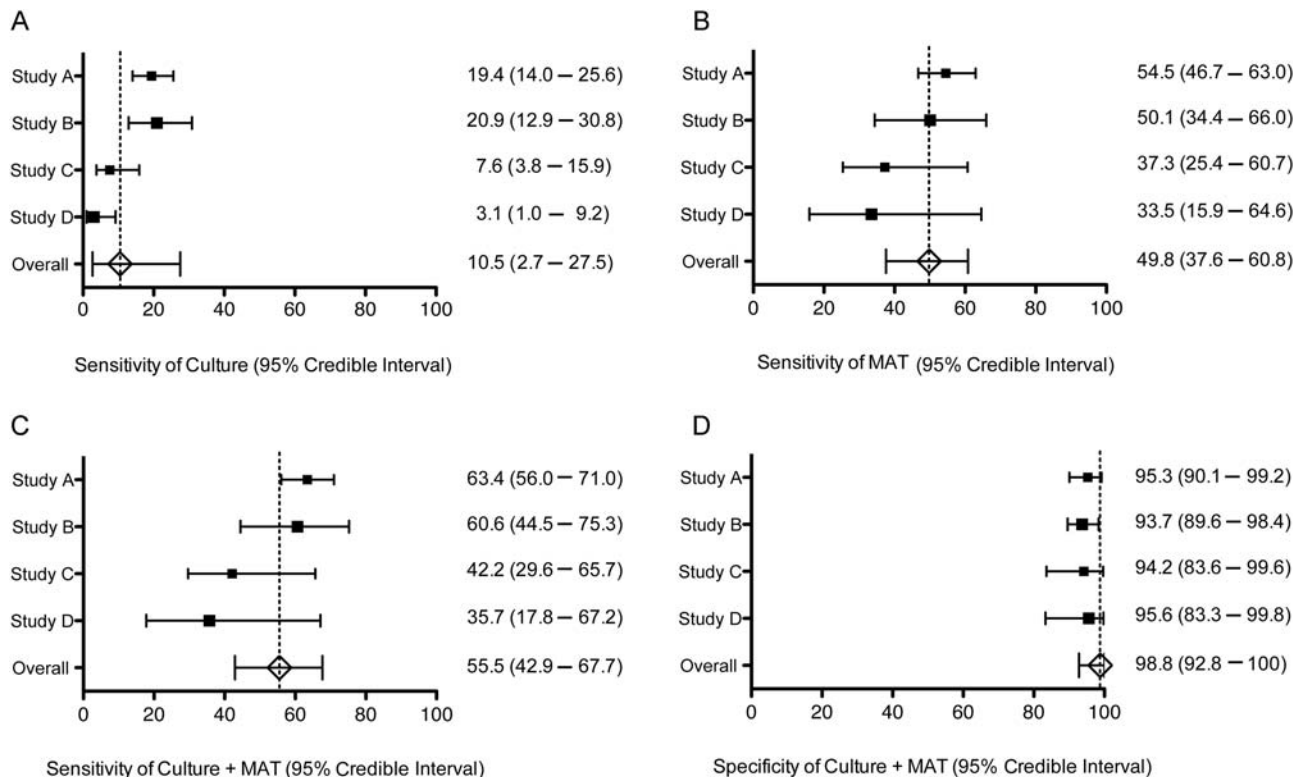 A
Study A 19.4 (14.0 – 25.6)
Study B 20.9 (12.9 – 30.8)
Study C 7.6 (3.8 – 15.9)
Study D 3.1 (1.0 – 9.2)
Overall 10.5 (2.7 – 27.5)
0 20 40 60 80 100
Sensitivity of Culture (95% Credible Interval)
B
Study A 54.5 (46.7 – 63.0)
Study B 50.1 (34.4 – 66.0)
Study C 37.3 (25.4 – 60.7)
Study D 33.5 (15.9 – 64.6)
Overall 49.8 (37.6 – 60.8)
0 20 40 60 80 100
Sensitivity of MAT (95% Credible Interval)
C
Study A 63.4 (56.0 – 71.0)
Study B 60.6 (44.5 – 75.3)
Study C 42.2 (29.6 – 65.7)
Study D 35.7 (17.8 – 67.2)
Overall 55.5 (42.9 – 67.7)
0 20 40 60 80 100
Sensitivity of Culture + MAT (95% Credible Interval)
D
Study A 95.3 (90.1 – 99.2)
Study B 93.7 (89.6 – 98.4)
Study C 94.2 (83.6 – 99.6)
Study D 95.6 (83.3 – 99.8)
Overall 98.8 (92.8 – 100)
0 20 40 60 80 100
Specificity of Culture + MAT (95% Credible Interval)